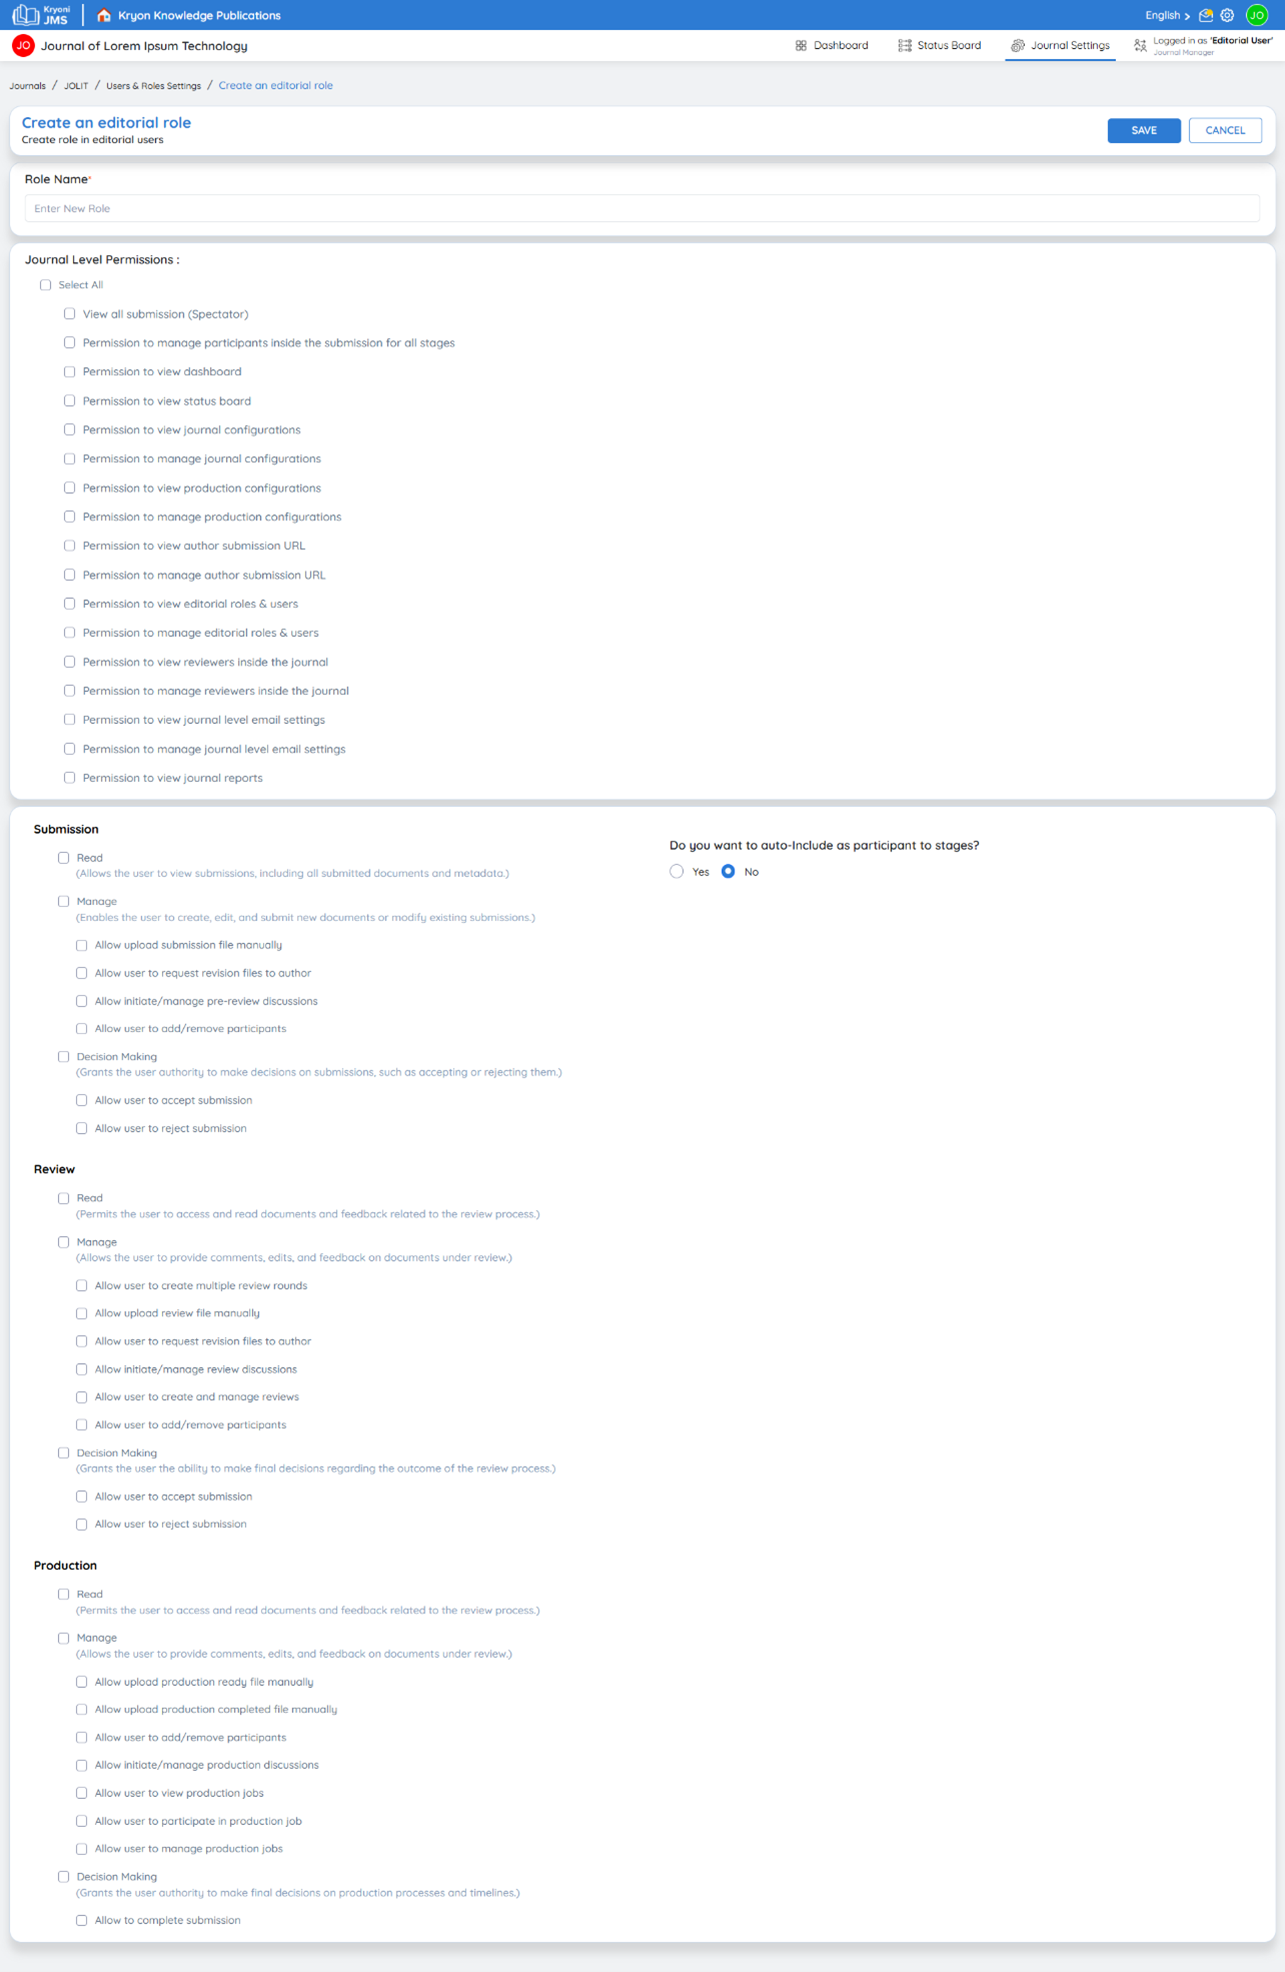 Kryoni JMS
Kryon Knowledge Publications
English
JO
JO
Journal of Lorem Ipsum Technology
Dashboard
Status Board
Journal Settings
Logged in as 'Editorial User'
Journal Manager
Journals / JOLIT / Users & Roles Settings / Create an editorial role
Create an editorial role
Create role in editorial users
SAVE
CANCEL
Role Name*
Enter New Role
Journal Level Permissions :
Select All
View all submission (Spectator)
Permission to manage participants inside the submission for all stages
Permission to view dashboard
Permission to view status board
Permission to view journal configurations
Permission to manage journal configurations
Permission to view production configurations
Permission to manage production configurations
Permission to view author submission URL
Permission to manage author submission URL
Permission to view editorial roles & users
Permission to manage editorial roles & users
Permission to view reviewers inside the journal
Permission to manage reviewers inside the journal
Permission to view journal level email settings
Permission to manage journal level email settings
Permission to view journal reports
Submission
Do you want to auto-Include as participant to stages?
Yes
No
Read
(Allows the user to view submissions, including all submitted documents and metadata.)
Manage
(Enables the user to create, edit, and submit new documents or modify existing submissions.)
Allow upload submission file manually
Allow user to request revision files to author
Allow initiate/manage pre-review discussions
Allow user to add/remove participants
Decision Making
(Grants the user authority to make decisions on submissions, such as accepting or rejecting them.)
Allow user to accept submission
Allow user to reject submission
Review
Read
(Permits the user to access and read documents and feedback related to the review process.)
Manage
(Allows the user to provide comments, edits, and feedback on documents under review.)
Allow user to create multiple review rounds
Allow upload review file manually
Allow user to request revision files to author
Allow initiate/manage review discussions
Allow user to create and manage reviews
Allow user to add/remove participants
Decision Making
(Grants the user the ability to make final decisions regarding the outcome of the review process.)
Allow user to accept submission
Allow user to reject submission
Production
Read
(Permits the user to access and read documents and feedback related to the review process.)
Manage
(Allows the user to provide comments, edits, and feedback on documents under review.)
Allow upload production ready file manually
Allow upload production completed file manually
Allow user to add/remove participants
Allow initiate/manage production discussions
Allow user to view production jobs
Allow user to participate in production job
Allow user to manage production jobs
Decision Making
(Grants the user authority to make final decisions on production processes and timelines.)
Allow to complete submission